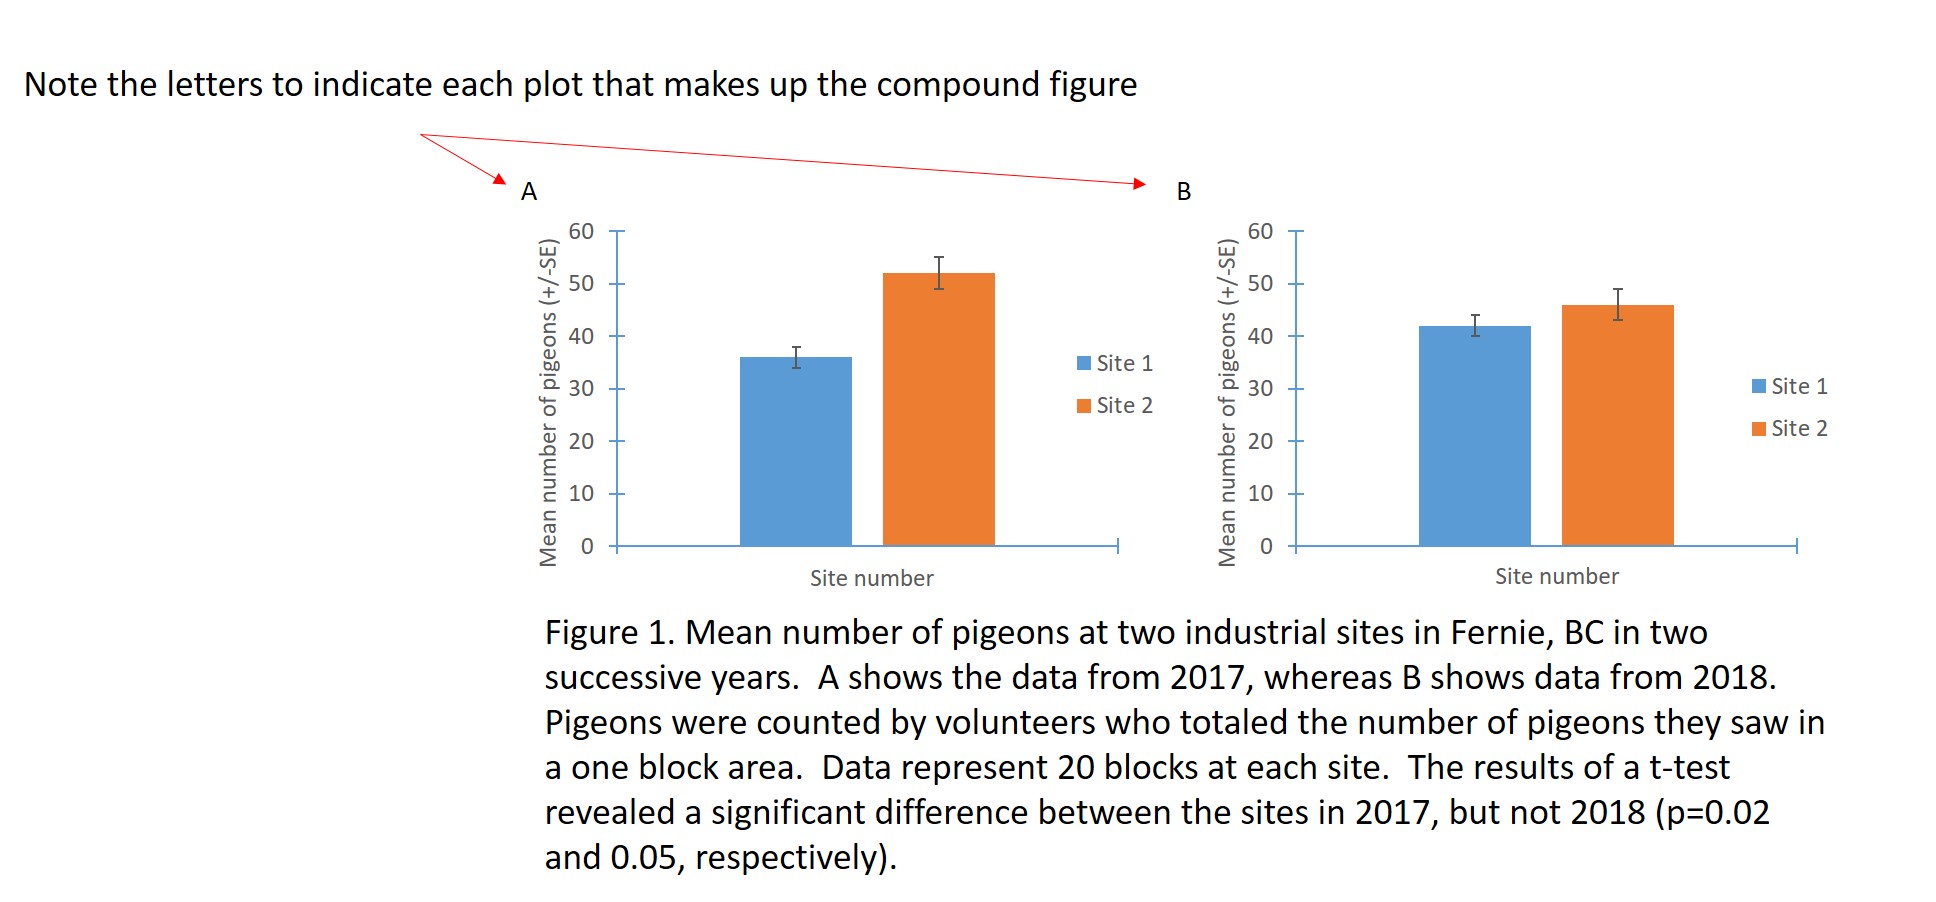 Note the letters to indicate each plot that makes up the compound figure
A
60
50
40
30
20
10
0
Mean number of pigeons (+/-SE)
Site 1
Site 2
Site number
B
60
50
40
30
20
10
0
Mean number of pigeons (+/-SE)
Site 1
Site 2
Site number
Figure 1. Mean number of pigeons at two industrial sites in Fernie, BC in two
successive years.  A shows the data from 2017, whereas B shows data from 2018.
Pigeons were counted by volunteers who totaled the number of pigeons they saw in
a one block area.  Data represent 20 blocks at each site.  The results of a t-test
revealed a significant difference between the sites in 2017, but not 2018 (p=0.02
and 0.05, respectively).